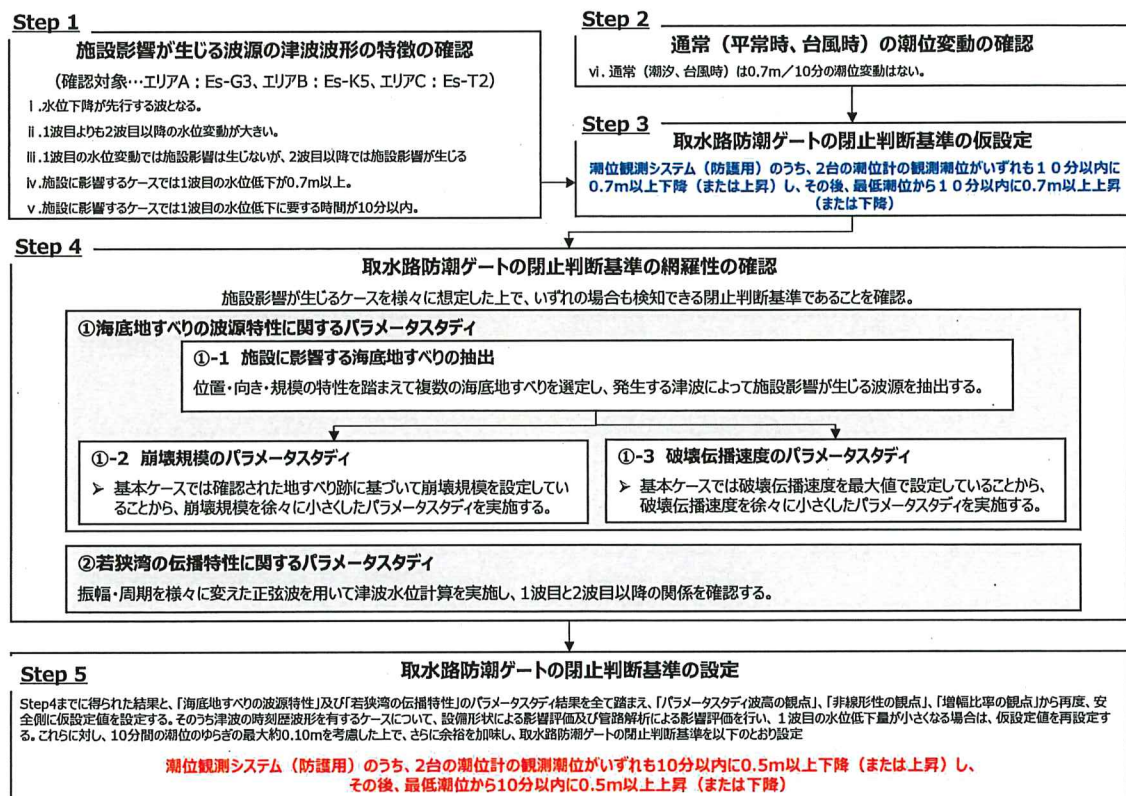 Step 1
施設影響が生じる波源の津波波形の特徴の確認
（確認対象…エリアA：Es-G3、エリアB：Es-K5、エリアC：Es-T2）
ⅰ.水位下降が先行する波となる。
ⅱ.1波目よりも2波目以降の水位変動が大きい。
ⅲ.1波目の水位変動では施設影響は生じないが、2波目以降では施設影響が生じる
ⅳ.施設に影響するケースでは1波目の水位低下が0.7m以上。
ⅴ.施設に影響するケースでは1波目の水位低下に要する時間が10分以内。
Step 2
通常（平常時、台風時）の潮位変動の確認
ⅵ.通常（潮汐、台風時）は0.7m／10分の潮位変動はない。
Step 3
取水路防潮ゲートの閉止判断基準の仮設定
潮位観測システム（防護用）のうち、2台の潮位計の観測潮位がいずれも１０分以内に
0.7m以上下降（または上昇）し、その後、最低潮位から１０分以内に0.7m以上上昇
（または下降）
Step 4
取水路防潮ゲートの閉止判断基準の網羅性の確認
施設影響が生じるケースを様々に想定した上で、いずれの場合も検知できる閉止判断基準であることを確認。
①海底地すべりの波源特性に関するパラメータスタディ
①-1 施設に影響する海底地すべりの抽出
位置・向き・規模の特性を踏まえて複数の海底地すべりを選定し、発生する津波によって施設影響が生じる波源を抽出する。
①-2 崩壊規模のパラメータスタディ
➢ 基本ケースでは確認された地すべり跡に基づいて崩壊規模を設定してい
ることから、崩壊規模を徐々に小さくしたパラメータスタディを実施する。
①-3 破壊伝播速度のパラメータスタディ
➢ 基本ケースでは破壊伝播速度を最大値で設定していることから、
破壊伝播速度を徐々に小さくしたパラメータスタディを実施する。
②若狭湾の伝播特性に関するパラメータスタディ
振幅・周期を様々に変えた正弦波を用いて津波水位計算を実施し、1波目と2波目以降の関係を確認する。
Step 5
取水路防潮ゲートの閉止判断基準の設定
Step4までに得られた結果と、「海底地すべりの波源特性」及び「若狭湾の伝播特性」のパラメータスタディ結果を全て踏まえ、「パラメータスタディ波高の観点」、「非線形性の観点」、「増幅比率の観点」から再度、安
全側に仮設定値を設定する。そのうち津波の時刻歴波形を有するケースについて、設備形状による影響評価及び管路解析による影響評価を行い、１波目の水位低下量が小さくなる場合は、仮設定値を再設定す
る。これらに対し、10分間の潮位のゆらぎの最大約0.10mを考慮した上で、さらに余裕を加味し、取水路防潮ゲートの閉止判断基準を以下のとおり設定
潮位観測システム（防護用）のうち、2台の潮位計の観測潮位がいずれも10分以内に0.5m以上下降（または上昇）し、
その後、最低潮位から10分以内に0.5m以上上昇（または下降）